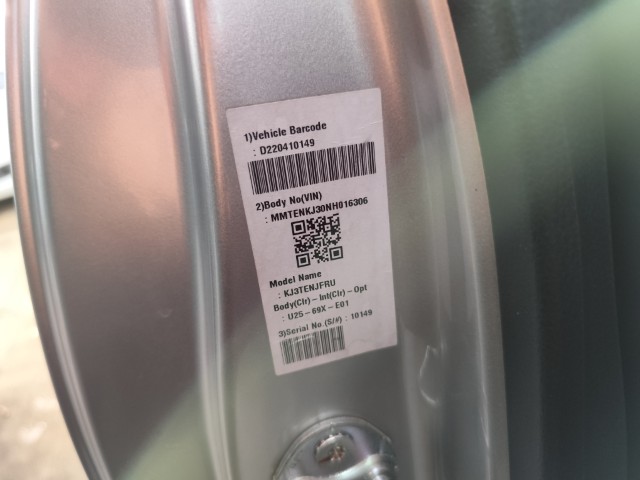 1)Vehicle Barcode
: D220410149
2)Body No(VIN)
: MMTENKJ30NH016306
Model Name
: KJ3TENJFRU
Body(Clr) – Int(Clr) – Opt
: U25 – 69X – E01
3)Serial No.(S/#) : 10149